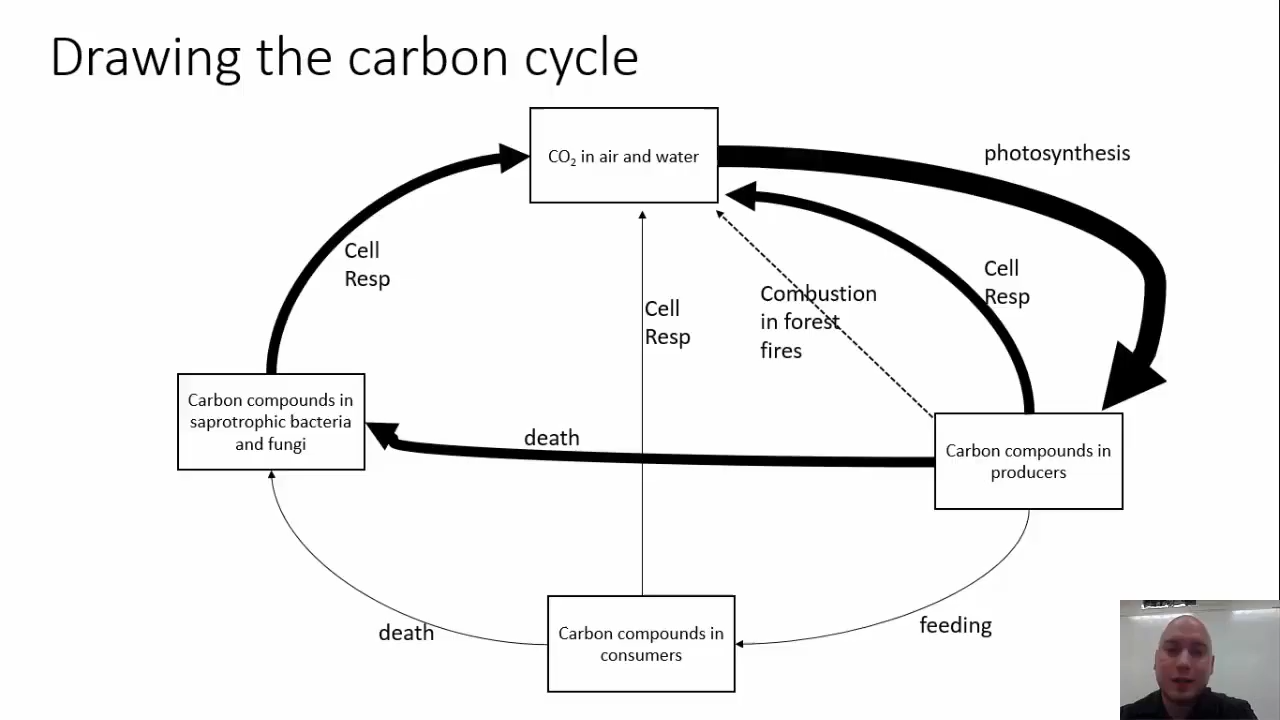 Drawing the carbon cycle
CO₂ in air and water
photosynthesis
Cell
Resp
Cell
Resp
Combustion
in forest
fires
Cell
Resp
Carbon compounds in
saprotrophic bacteria
and fungi
death
Carbon compounds in
producers
death
Carbon compounds in
consumers
feeding